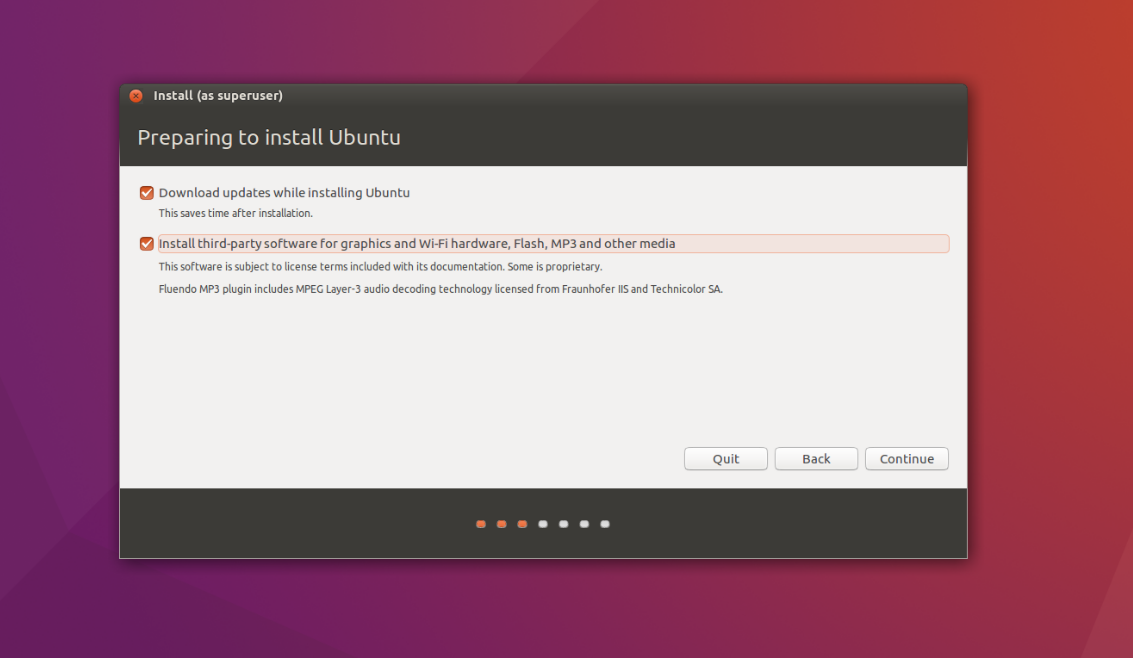 Install (as superuser)
Preparing to install Ubuntu
Download updates while installing Ubuntu
This saves time after installation.
Install third-party software for graphics and Wi-Fi hardware, Flash, MP3 and other media
This software is subject to license terms included with its documentation. Some is proprietary.
Fluendo MP3 plugin includes MPEG Layer-3 audio decoding technology licensed from Fraunhofer IIS and Technicolor SA.
Quit Back Continue